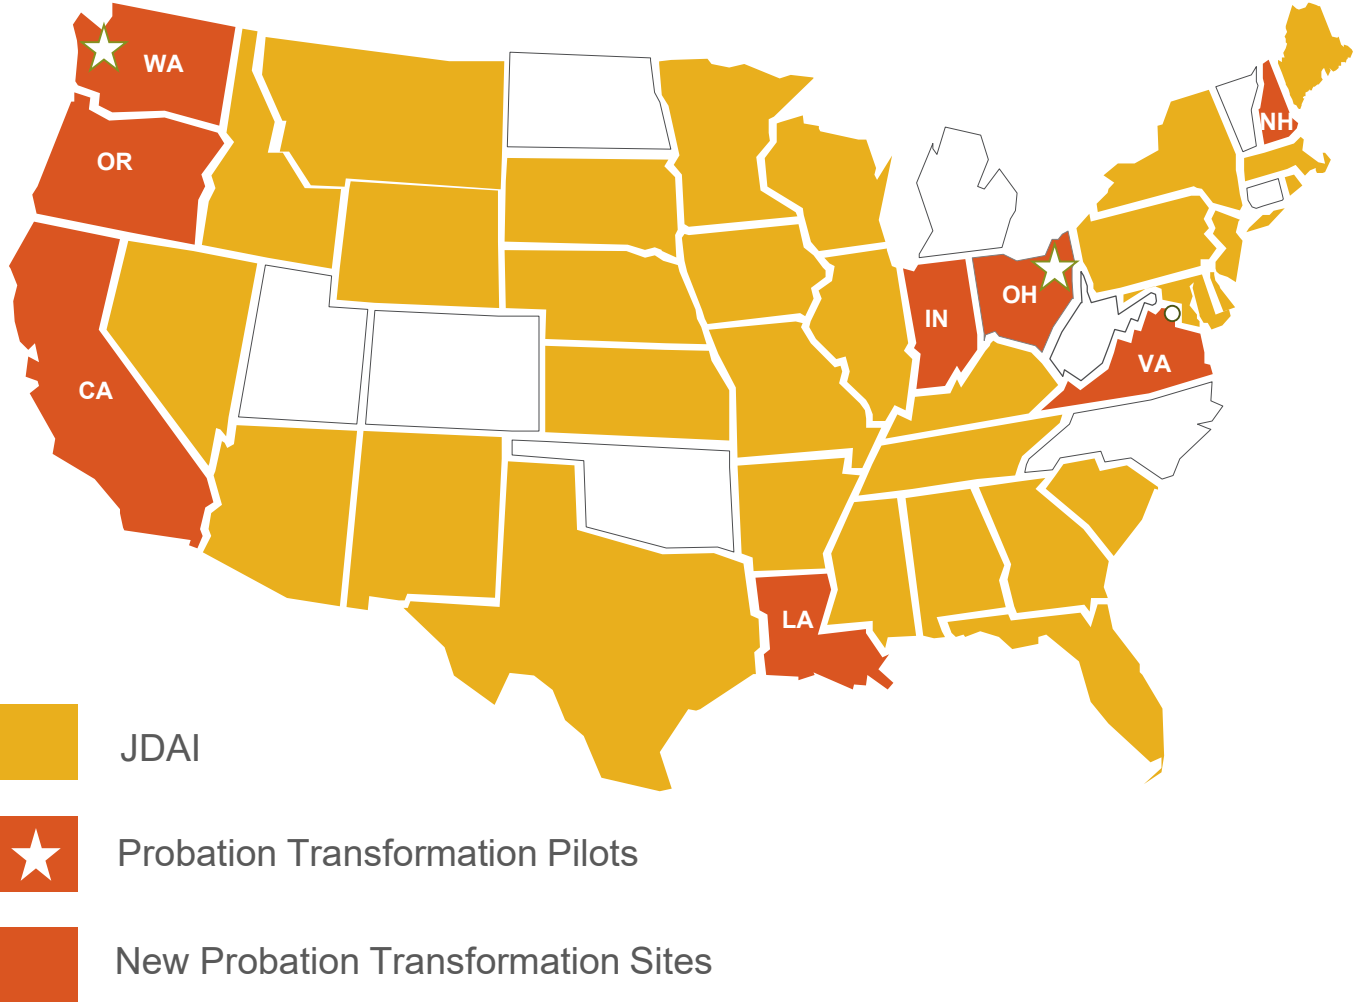 WA
NH
OR
OH
IN
VA
CA
LA
JDAI
Probation Transformation Pilots
New Probation Transformation Sites